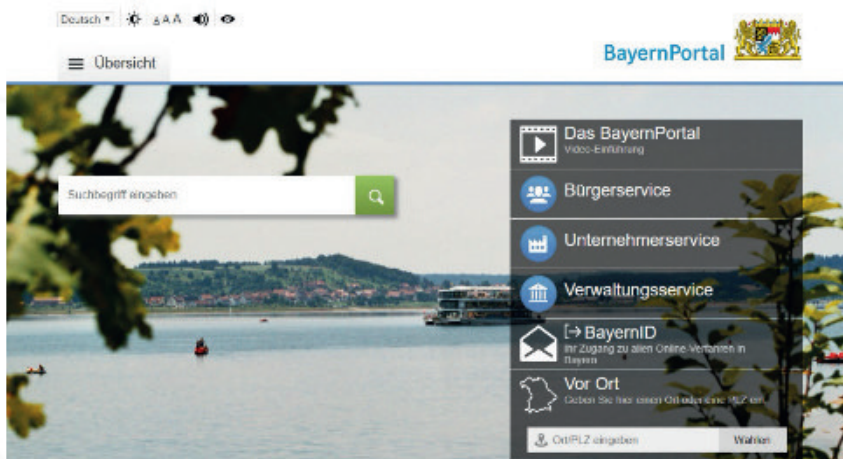 Deutsch
A A A
Übersicht
BayernPortal
Suchbegriff eingeben
Das BayernPortal
Video-Einführung
Bürgerservice
Unternehmerservice
Verwaltungsservice
BayernID
Ihr Zugang zu allen Online-Verfahren in
Bayern
Vor Ort
Geben Sie hier einen Ort oder eine PLZ ein
Ort/PLZ eingeben
Wählen